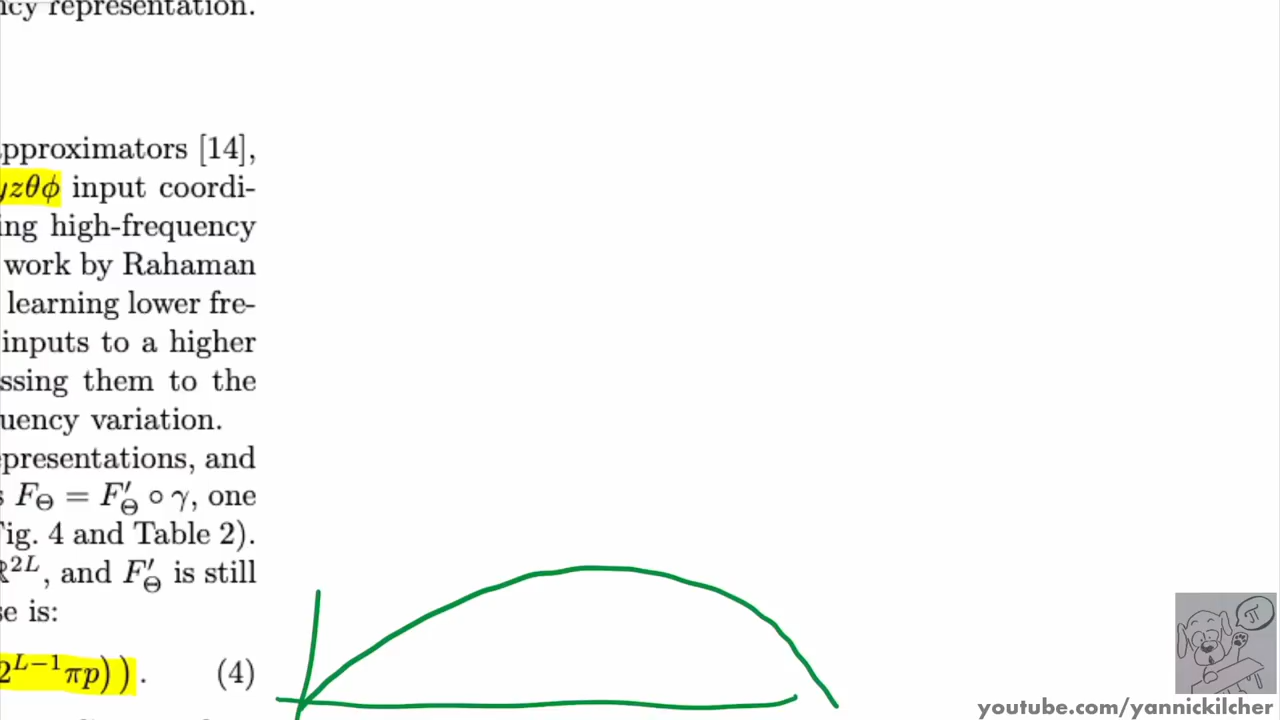 ncy representation.
pproximators [14],
yzθϕ input coordi-
ing high-frequency
work by Rahaman
learning lower fre-
inputs to a higher
ssing them to the
uency variation.
epresentations, and
s F_Θ = F′_Θ ∘ γ, one
Fig. 4 and Table 2).
ℝ^{2L}, and F′_Θ is still
se is:
2^{L−1}πp)). (4)
π
youtube.com/yannickilcher